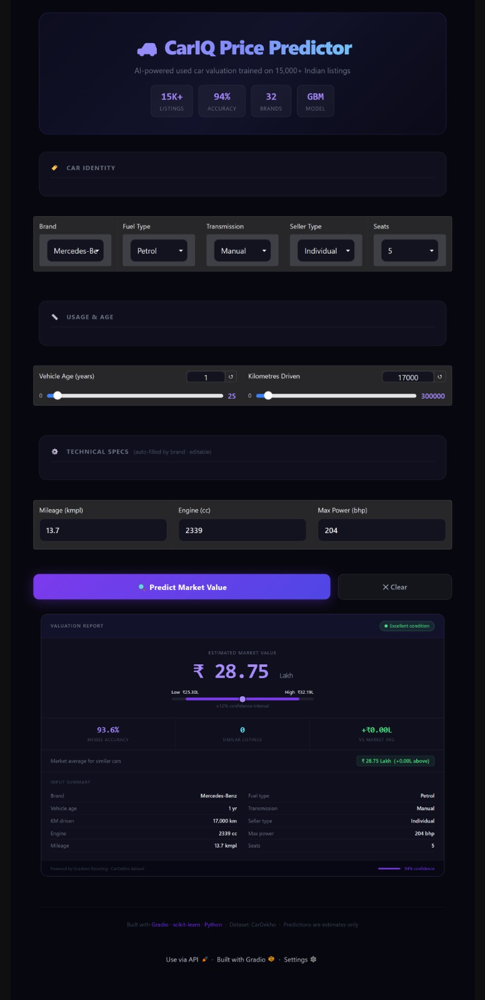 CarIQ Price Predictor
AI-powered used car valuation trained on 15,000+ Indian listings
15K+ 94% 32 GBM
LISTINGS ACCURACY BRANDS MODEL
CAR IDENTITY
Brand Fuel Type Transmission Seller Type Seats
Mercedes-Be Petrol Manual Individual 5
USAGE & AGE
Vehicle Age (years) 1 ↺ Kilometres Driven 17000 ↺
0 25 0 300000
TECHNICAL SPECS (auto-filled by brand · editable)
Mileage (kmpl) Engine (cc) Max Power (bhp)
13.7 2339 204
Predict Market Value ✕ Clear
VALUATION REPORT ● Excellent condition
ESTIMATED MARKET VALUE
₹ 28.75 Lakh
Low ₹25.30L High ₹32.19L
±12% confidence interval
93.6% 0 +₹0.00L
MODEL ACCURACY SIMILAR LISTINGS VS MARKET AVG
Market average for similar cars ₹ 28.75 Lakh (+0.00L above)
INPUT SUMMARY
Brand Mercedes-Benz Fuel type Petrol
Vehicle age 1 yr Transmission Manual
KM driven 17,000 km Seller type Individual
Engine 2339 cc Max power 204 bhp
Mileage 13.7 kmpl Seats 5
Powered by Gradient Boosting · CarDekho dataset 94% confidence
Built with Gradio · scikit-learn · Python · Dataset: CarDekho · Predictions are estimates only
Use via API · Built with Gradio · Settings